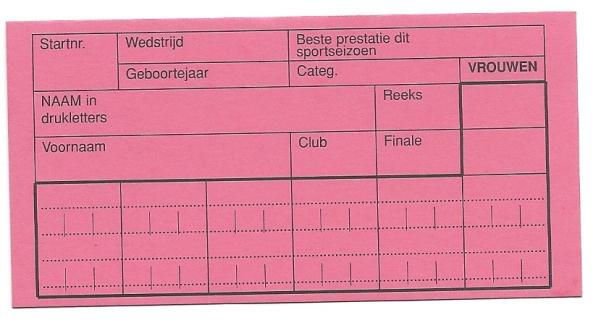 Startnr.
Wedstrijd
Beste prestatie dit
sportseizoen
Geboortejaar
Categ.
VROUWEN
NAAM in
drukletters
Reeks
Voornaam
Club
Finale